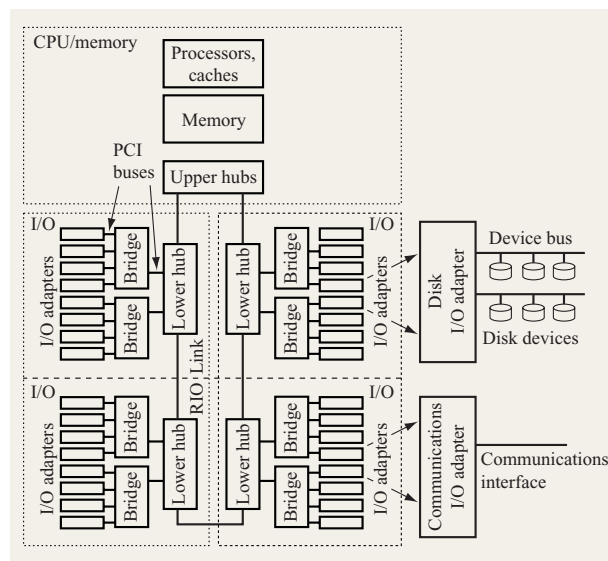 CPU/memory
Processors,
caches
Memory
Upper hubs
PCI
buses
I/O
Bridge
Bridge
I/O adapters
Lower hub
I/O
Bridge
Bridge
I/O adapters
Lower hub
RIO Link
I/O
Bridge
Bridge
I/O adapters
Lower hub
I/O
Bridge
Bridge
I/O adapters
Lower hub
Disk
I/O adapter
Device bus
Disk devices
Communications
I/O adapter
Communications
interface